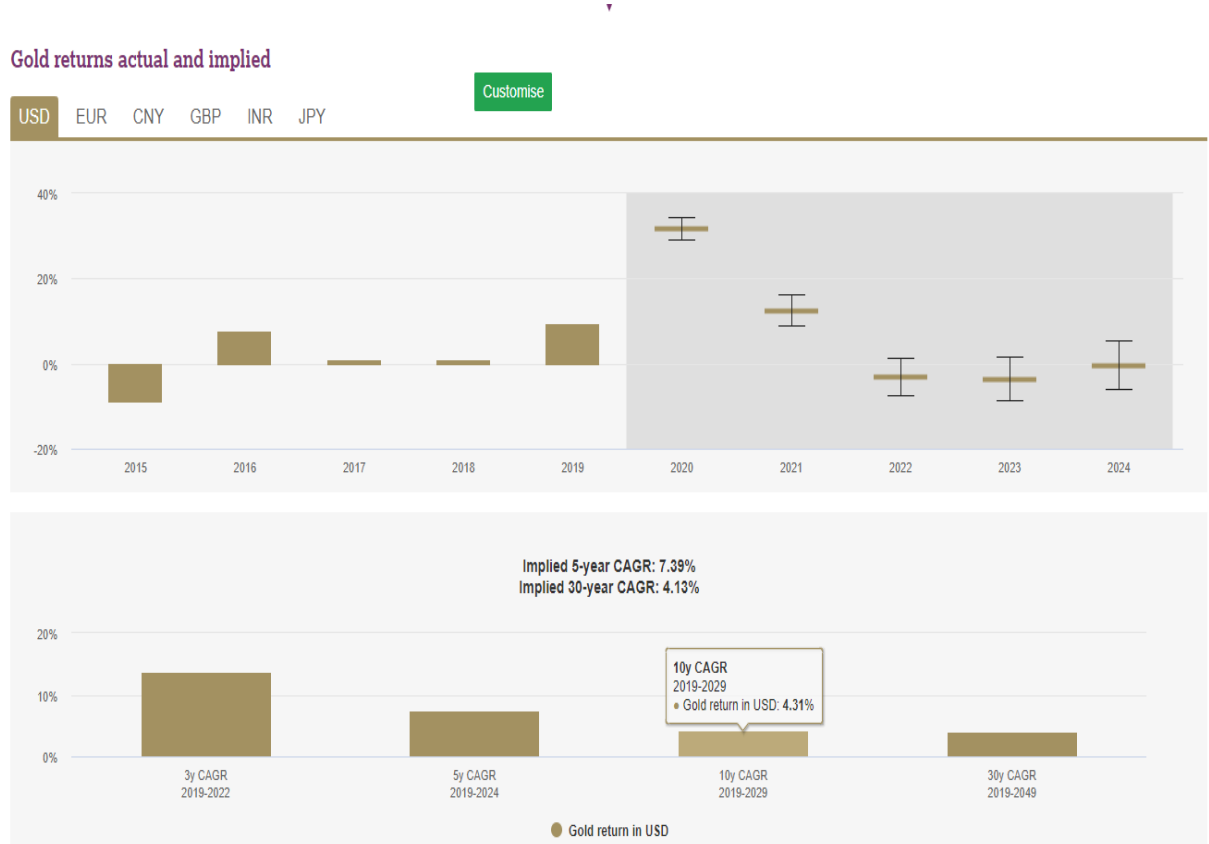 Gold returns actual and implied
Customise
USD EUR CNY GBP INR JPY
40%
20%
0%
-20%
2015 2016 2017 2018 2019 2020 2021 2022 2023 2024
Implied 5-year CAGR: 7.39%
Implied 30-year CAGR: 4.13%
20%
10%
0%
10y CAGR
2019-2029
Gold return in USD: 4.31%
3y CAGR 5y CAGR 10y CAGR 30y CAGR
2019-2022 2019-2024 2019-2029 2019-2049
Gold return in USD